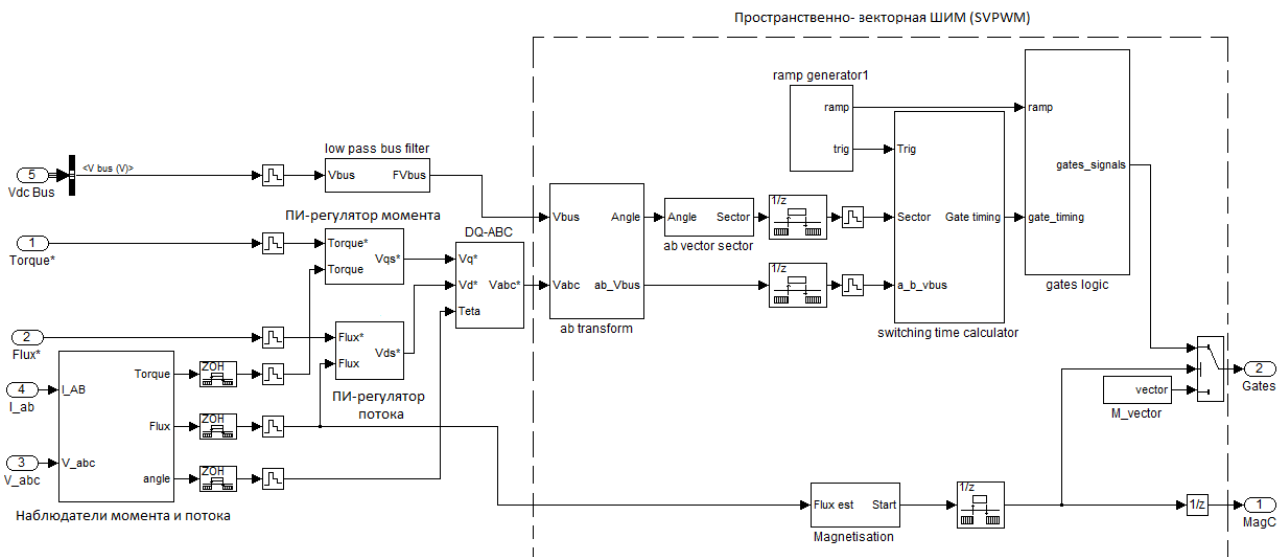 Пространственно- векторная ШИМ (SVPWM)
ramp generator1
ramp
trig
ramp
gates_signals
gate_timing
gates logic
5
Vdc Bus
<V bus (V)>
low pass bus filter
Vbus
FVbus
ПИ-регулятор момента
1
Torque*
Torque*
Torque
Vqs*
DQ-ABC
Vq*
Vd*
Teta
Vabc*
Vbus
Vabc
Angle
ab_Vbus
ab transform
Angle
Sector
ab vector sector
1/z
1/z
Trig
Sector
a_b_vbus
Gate timing
switching time calculator
2
Flux*
Flux*
Flux
Vds*
ПИ-регулятор
потока
4
I_ab
3
V_abc
I_AB
V_abc
Torque
Flux
angle
ZOH
ZOH
ZOH
Наблюдатели момента и потока
vector
M_vector
2
Gates
Flux est
Start
Magnetisation
1/z
1/z
1
MagC